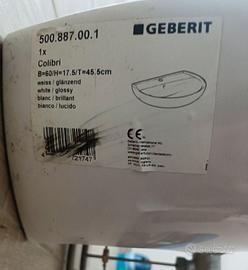 500.887.00.1
GEBERIT
1x
Colibri
B=60/H=17.5/T=45.5cm
weiss / glänzend
white / glossy
blanc / brillant
bianco / lucido
721747